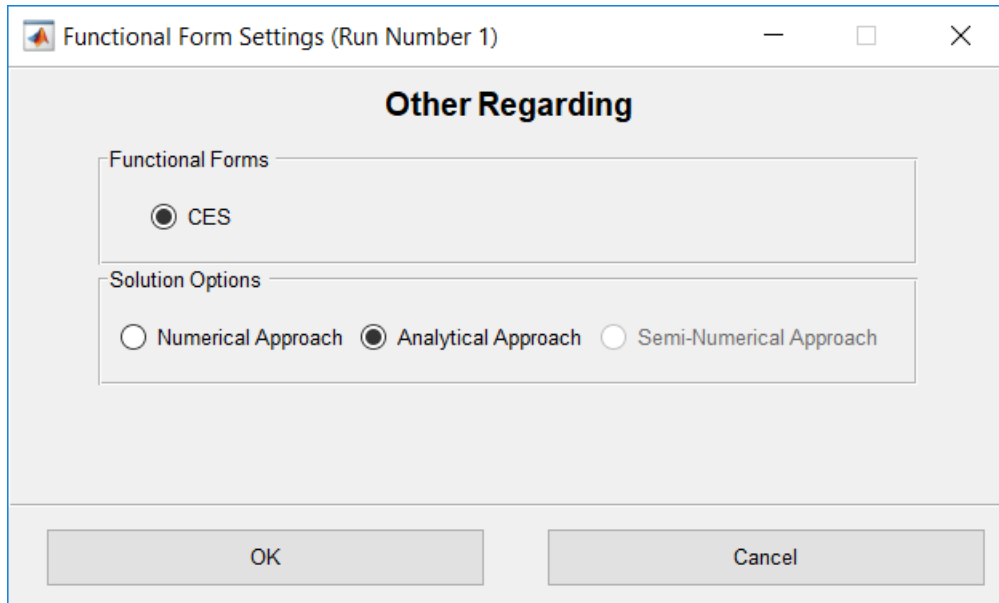 Functional Form Settings (Run Number 1)
Other Regarding
Functional Forms
CES
Solution Options
Numerical Approach Analytical Approach Semi-Numerical Approach
OK Cancel